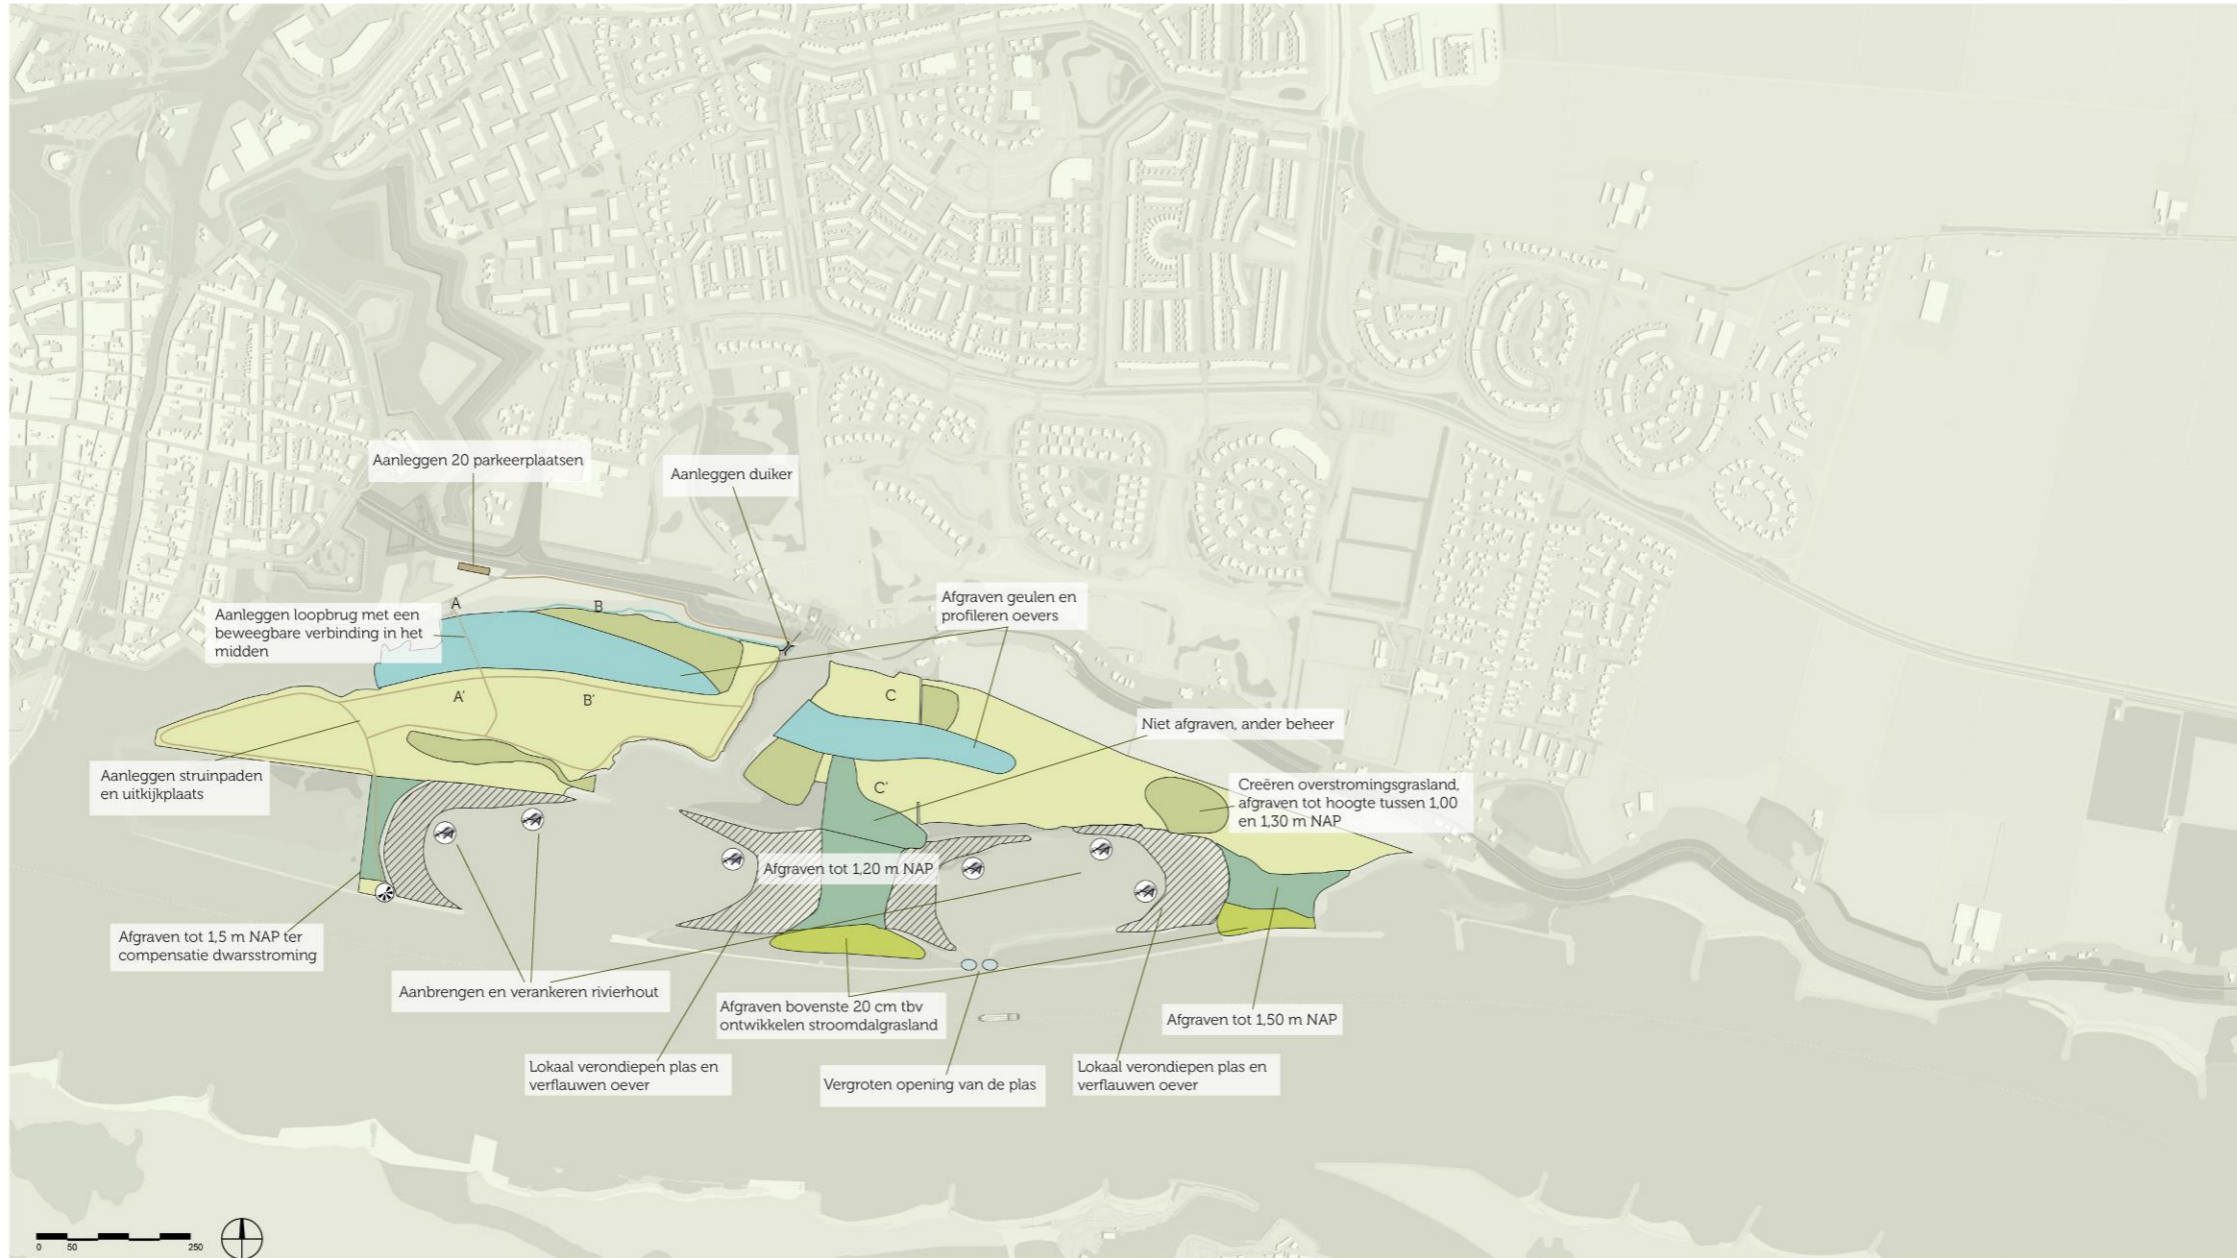 Aanleggen 20 parkeerplaatsen
Aanleggen duiker
A
B
Aanleggen loopbrug met een
beweegbare verbinding in het
midden
Afgraven geulen en
profileren oevers
A'
B'
C
Niet afgraven, ander beheer
Aanleggen struinpaden
en uitkijkplaats
C'
Creëren overstromingsgrasland,
afgraven tot hoogte tussen 1,00
en 1,30 m NAP
Afgraven tot 1,20 m NAP
Afgraven tot 1,5 m NAP ter
compensatie dwarsstroming
Aanbrengen en verankeren rivierhout
Afgraven bovenste 20 cm tbv
ontwikkelen stroomdalgrasland
Afgraven tot 1,50 m NAP
Lokaal verondiepen plas en
verflauwen oever
Vergroten opening van de plas
Lokaal verondiepen plas en
verflauwen oever
0 50 250